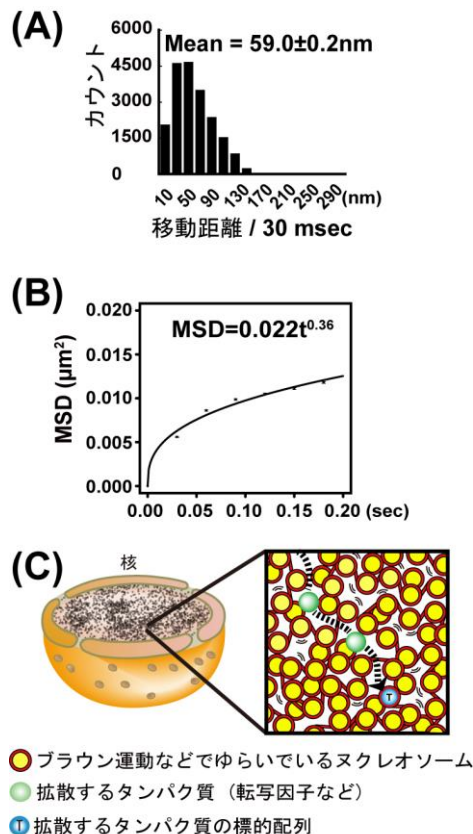 (A)
Mean = 59.0±0.2nm
カウント
6000
4500
3000
1500
0
10 50 90 130 170 210 250 290 (nm)
移動距離 / 30 msec
(B)
MSD=0.022t^0.36
MSD (µm²)
0.020
0.015
0.010
0.005
0.000
0.00 0.05 0.10 0.15 0.20 (sec)
(C)
核
T
ブラウン運動などでゆらいでいるヌクレオソーム
拡散するタンパク質(転写因子など)
T 拡散するタンパク質の標的配列